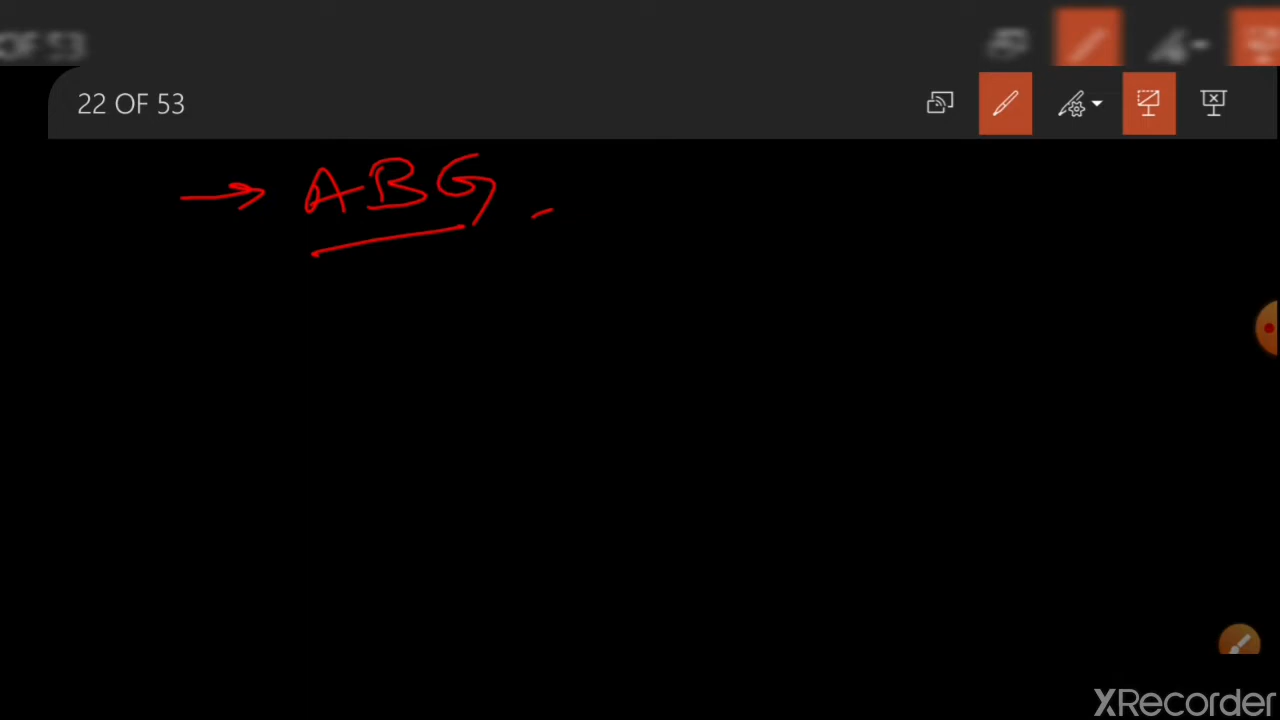 22 OF 53
→ ABG -
XRecorder